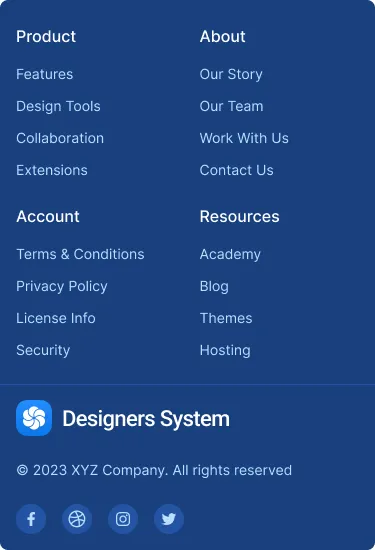 Product
Features
Design Tools
Collaboration
Extensions
About
Our Story
Our Team
Work With Us
Contact Us
Account
Terms & Conditions
Privacy Policy
License Info
Security
Resources
Academy
Blog
Themes
Hosting
Designers System
© 2023 XYZ Company. All rights reserved